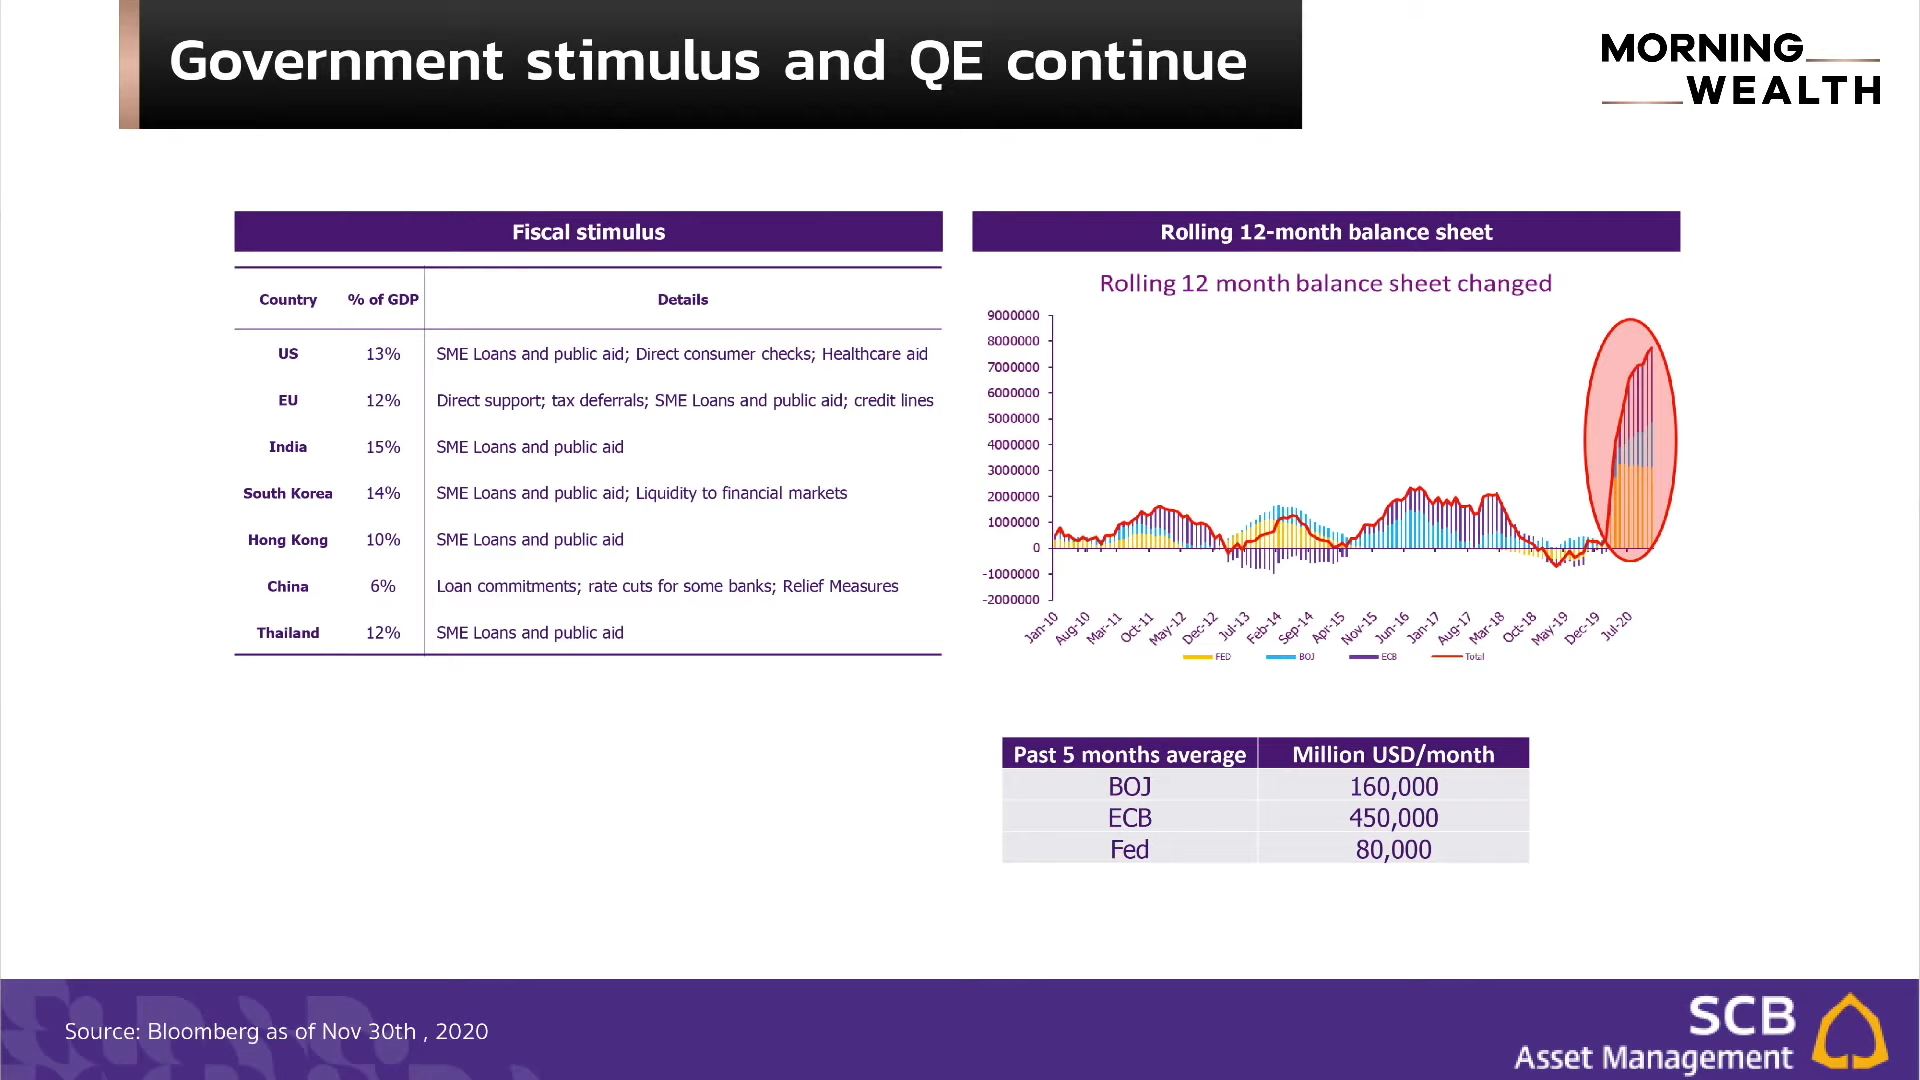 Government stimulus and QE continue
MORNING
WEALTH
Fiscal stimulus
Country % of GDP Details
US 13% SME Loans and public aid; Direct consumer checks; Healthcare aid
EU 12% Direct support; tax deferrals; SME Loans and public aid; credit lines
India 15% SME Loans and public aid
South Korea 14% SME Loans and public aid; Liquidity to financial markets
Hong Kong 10% SME Loans and public aid
China 6% Loan commitments; rate cuts for some banks; Relief Measures
Thailand 12% SME Loans and public aid
Rolling 12-month balance sheet
Rolling 12 month balance sheet changed
9000000
8000000
7000000
6000000
5000000
4000000
3000000
2000000
1000000
0
-1000000
-2000000
Jan-10 Aug-10 Mar-11 Oct-11 May-12 Dec-12 Jul-13 Feb-14 Sep-14 Apr-15 Nov-15 Jun-16 Jan-17 Aug-17 Mar-18 Oct-18 May-19 Dec-19 Jul-20
FED BOJ ECB Total
Past 5 months average Million USD/month
BOJ 160,000
ECB 450,000
Fed 80,000
Source: Bloomberg as of Nov 30th , 2020
SCB
Asset Management